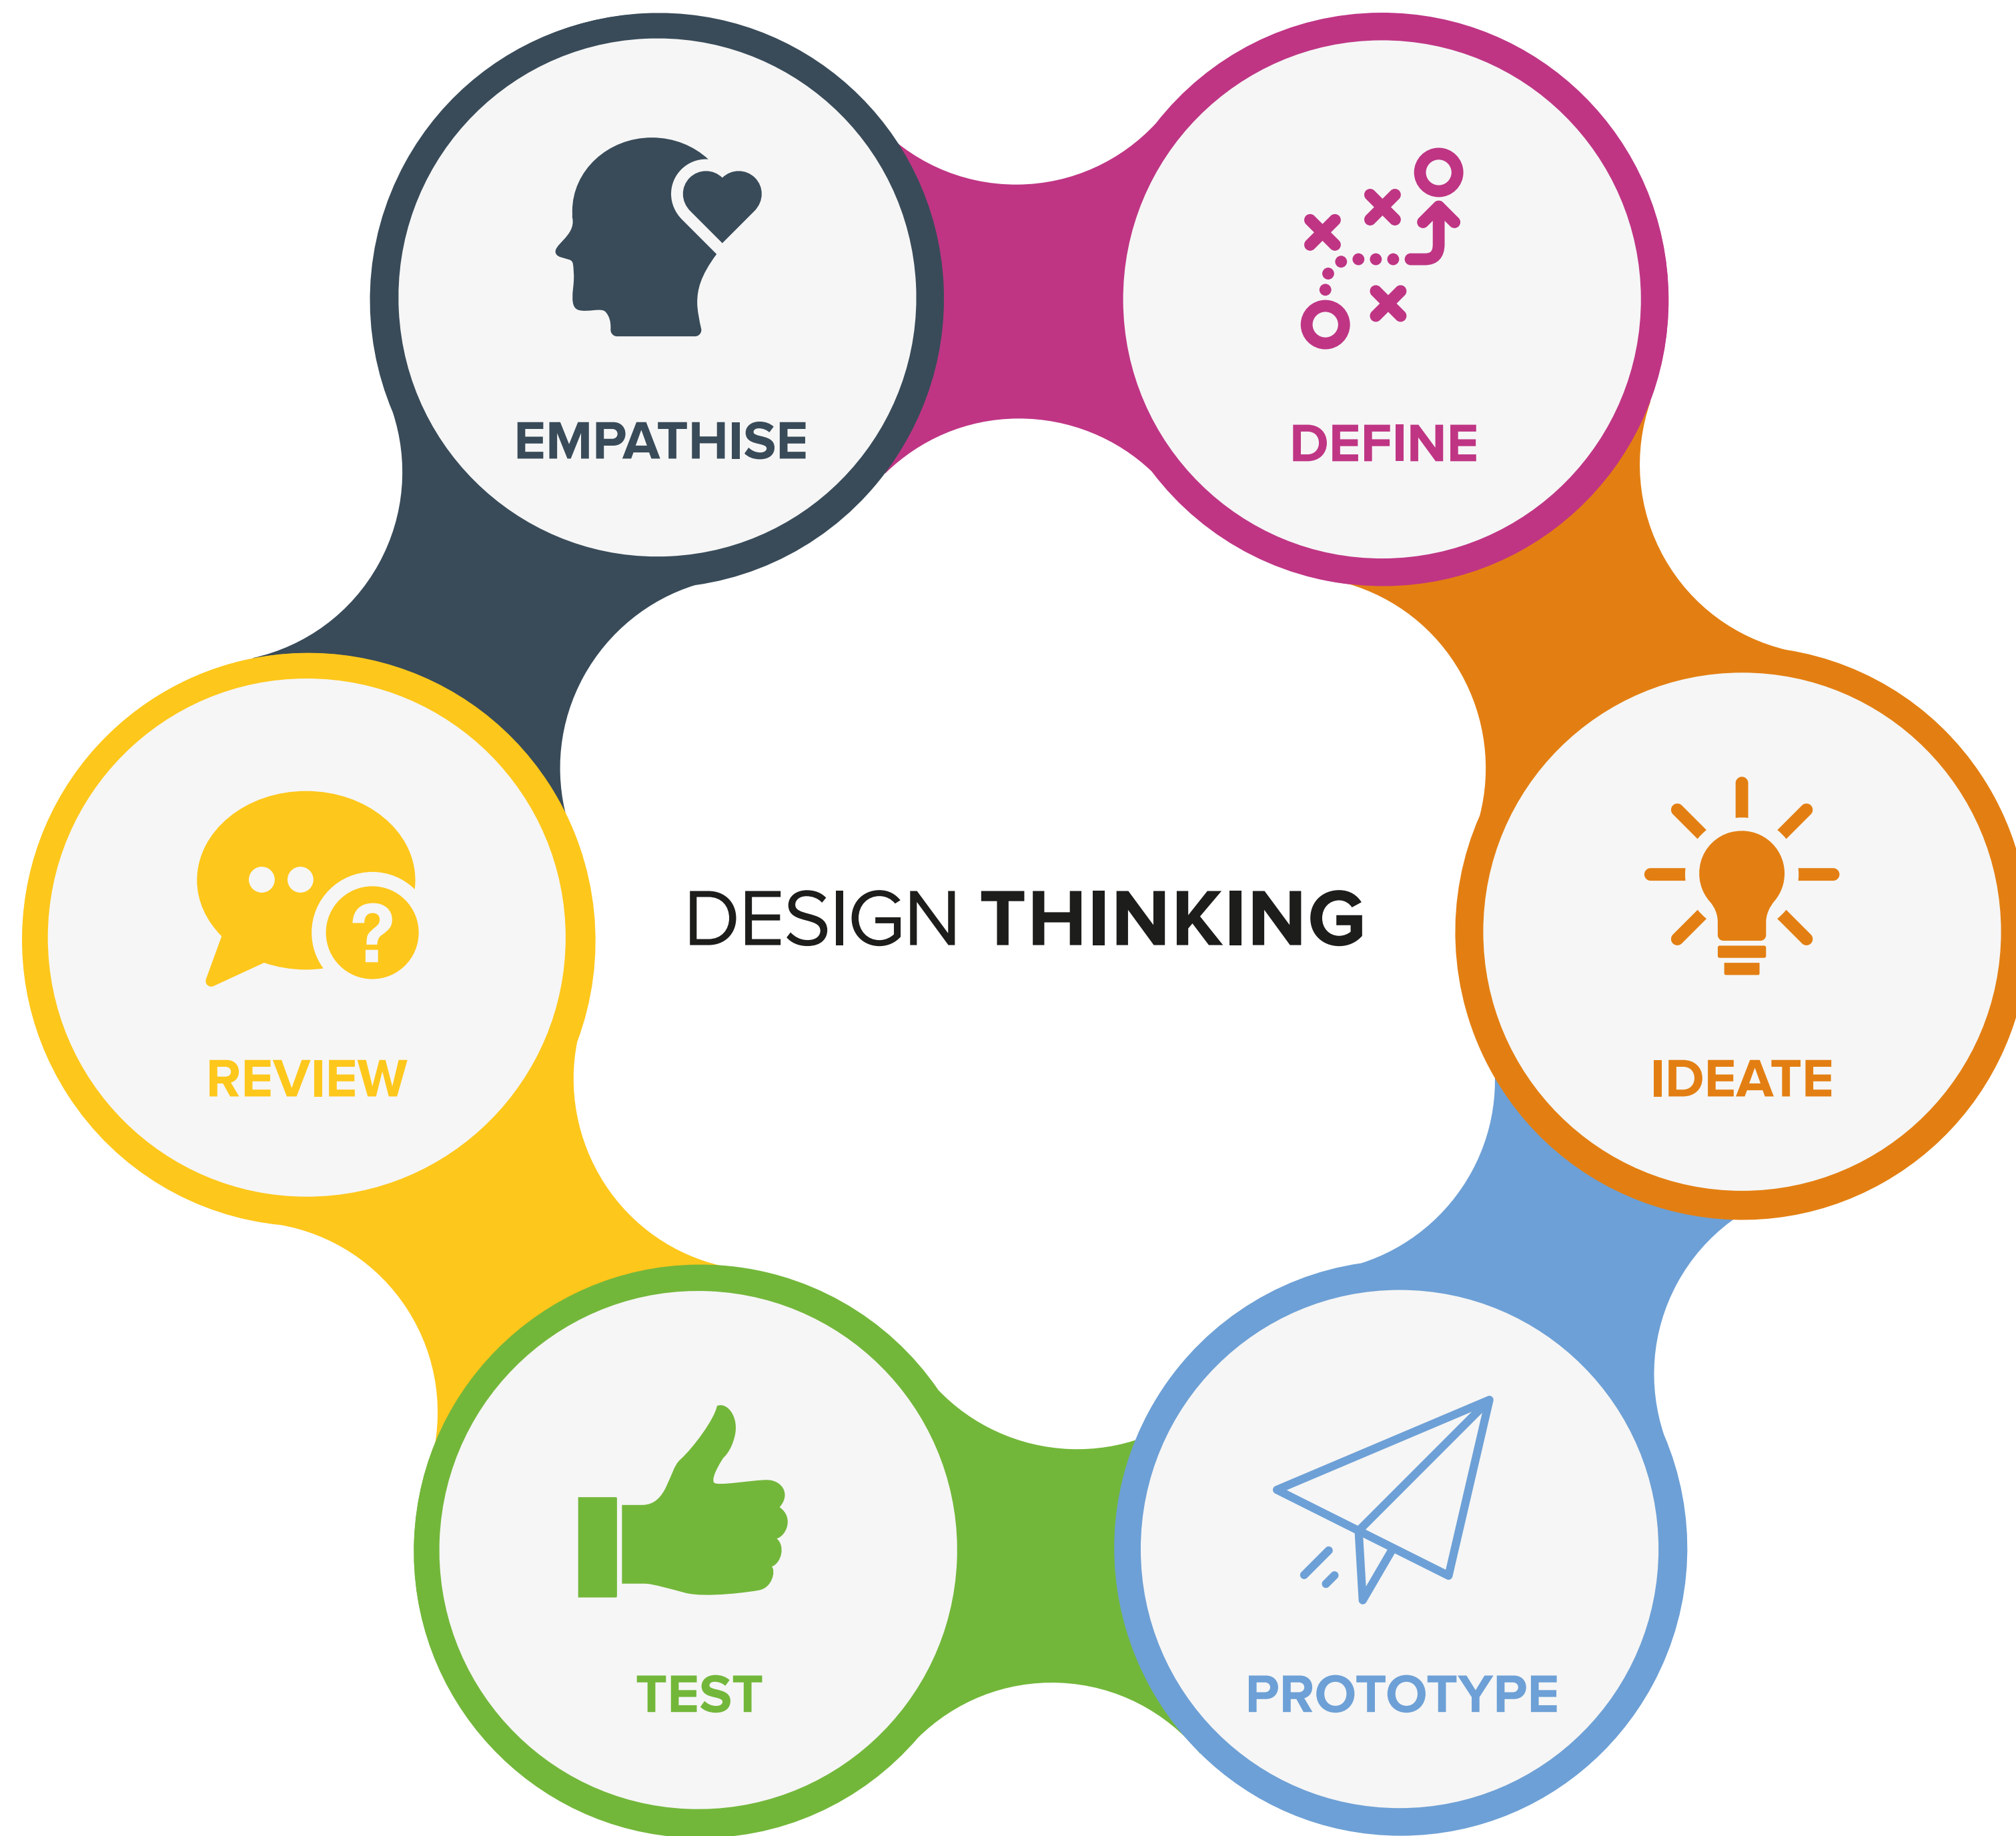 EMPATHISE
DEFINE
DESIGN THINKING
REVIEW
?
IDEATE
TEST
PROTOTYPE